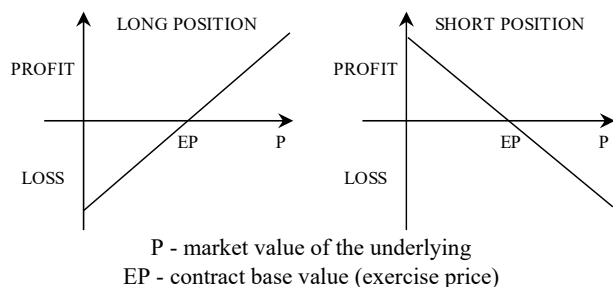 LONG POSITION
PROFIT
EP
P
LOSS
SHORT POSITION
PROFIT
EP
P
LOSS
P - market value of the underlying
EP - contract base value (exercise price)